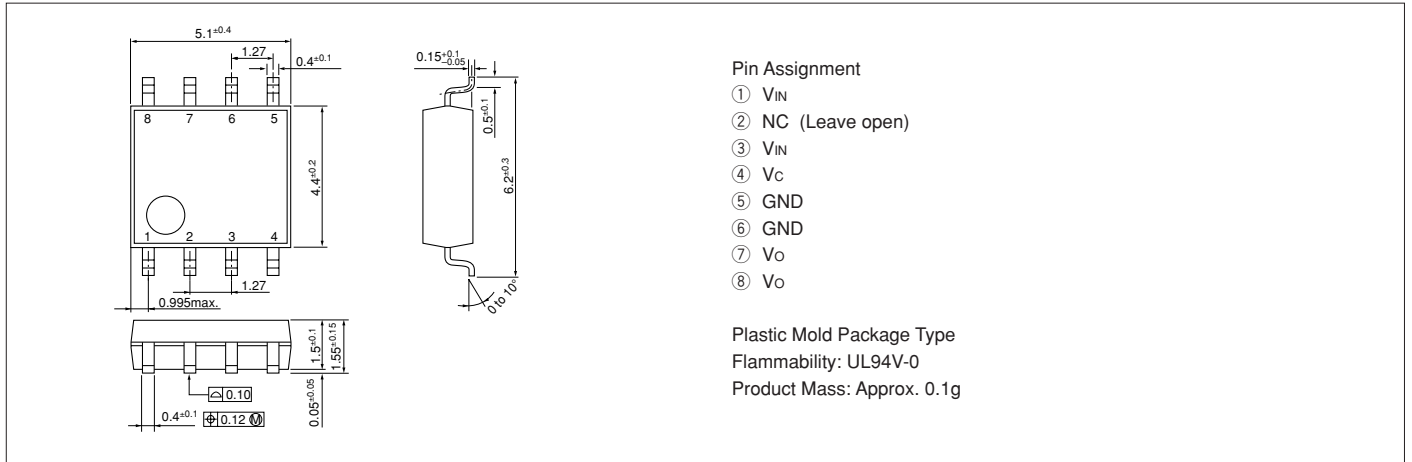 5.1±0.4
1.27
0.4±0.1
8 7 6 5
4.4±0.2
1 2 3 4
1.27
0.995max.
1.5±0.1
1.55±0.15
0.05±0.05
0.10
0.4±0.1
0.12 Ⓜ
0.15+0.1−0.05
0.5±0.1
6.2±0.3
0 to 10°
Pin Assignment
① VIN
② NC (Leave open)
③ VIN
④ VC
⑤ GND
⑥ GND
⑦ VO
⑧ VO
Plastic Mold Package Type
Flammability: UL94V-0
Product Mass: Approx. 0.1g